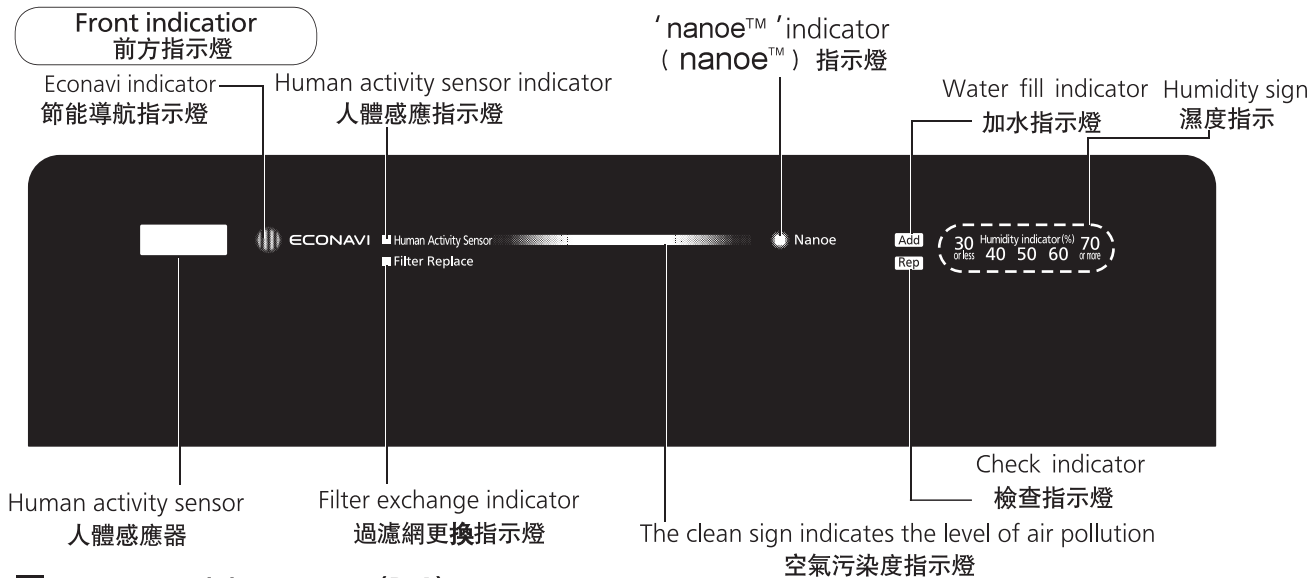 Front indicatior
前方指示燈
'nanoe™ 'indicator
( nanoe™ ) 指示燈
Econavi indicator
節能導航指示燈
Human activity sensor indicator
人體感應指示燈
Water fill indicator
加水指示燈
Humidity sign
濕度指示
ECONAVI
Human Activity Sensor
Filter Replace
Nanoe
Add
Rep
Humidity indicator(%)
30 or less 40 50 60 70 or more
Human activity sensor
人體感應器
Filter exchange indicator
過濾網更換指示燈
The clean sign indicates the level of air pollution
空氣污染度指示燈
Check indicator
檢查指示燈